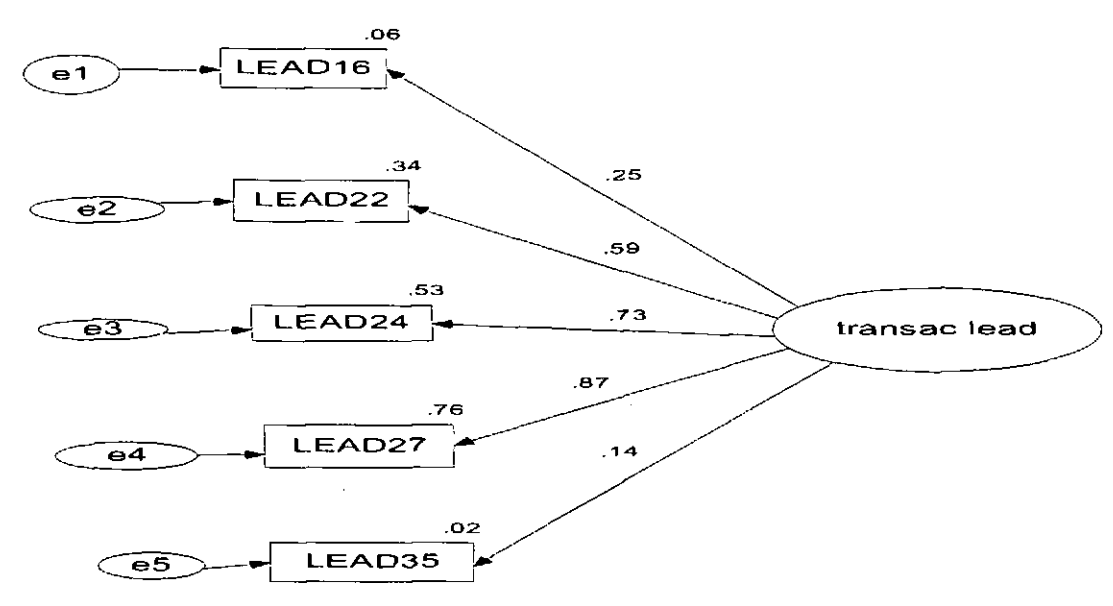 .06
e1 LEAD16
.25
.34
e2 LEAD22
.59
.53
e3 LEAD24
.73
transac lead
.87
.76
e4 LEAD27
.14
.02
e5 LEAD35